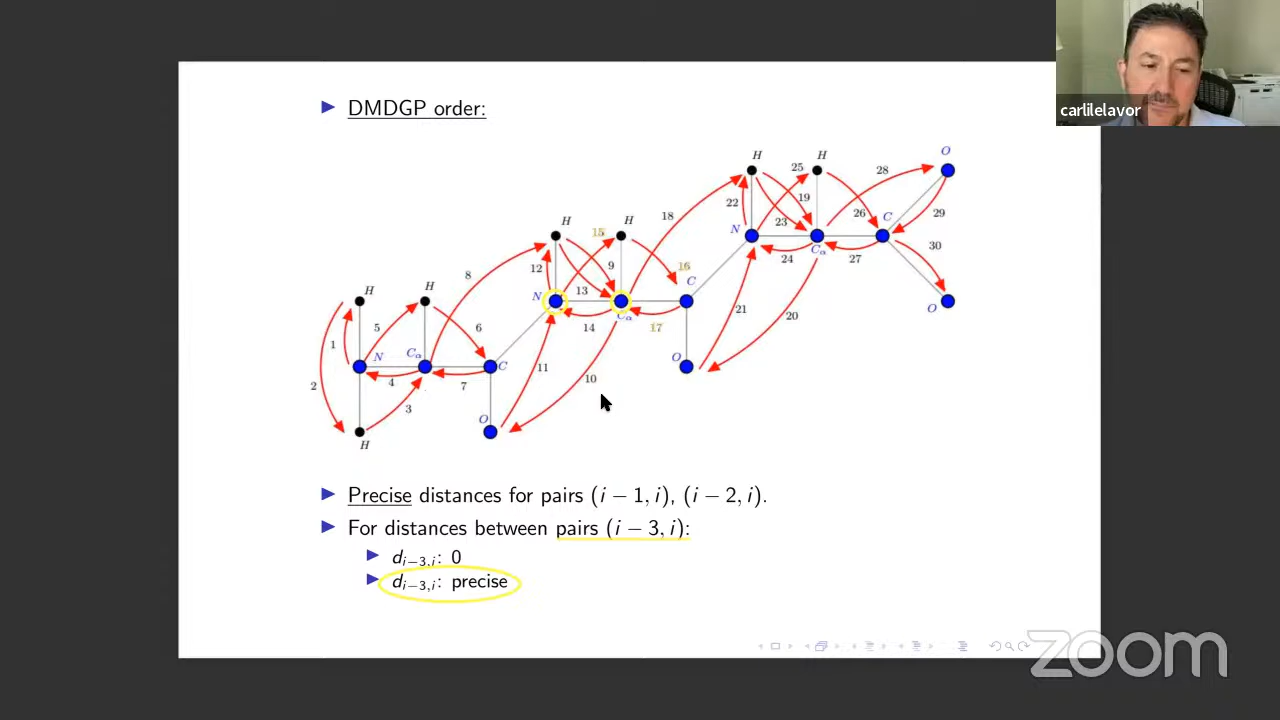 carlilelavor
DMDGP order:
O
H 25 H 28
22 19
18 N 23 26 C 29
H 15 H
24 Cα 27 30
8 12 9 16
N 13 C O
Cα
H H 14 17 21 20
5 6
1 N Cα C O
2 4 7 11 10
3 O
H
Precise distances for pairs (i − 1, i), (i − 2, i).
For distances between pairs (i − 3, i):
d_{i−3,i}: 0
d_{i−3,i}: precise
zoom